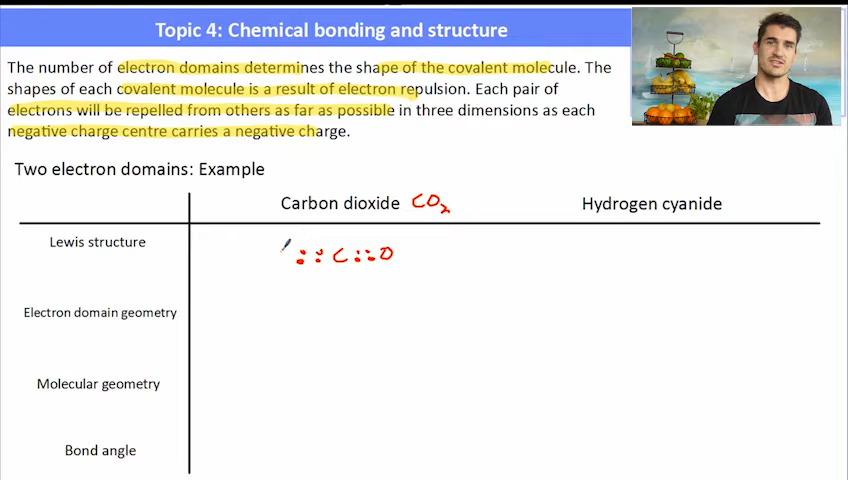 Topic 4: Chemical bonding and structure
The number of electron domains determines the shape of the covalent molecule. The
shapes of each covalent molecule is a result of electron repulsion. Each pair of
electrons will be repelled from others as far as possible in three dimensions as each
negative charge centre carries a negative charge.
Two electron domains: Example
Carbon dioxide CO₂ Hydrogen cyanide
Lewis structure :: C :: O
Electron domain geometry
Molecular geometry
Bond angle